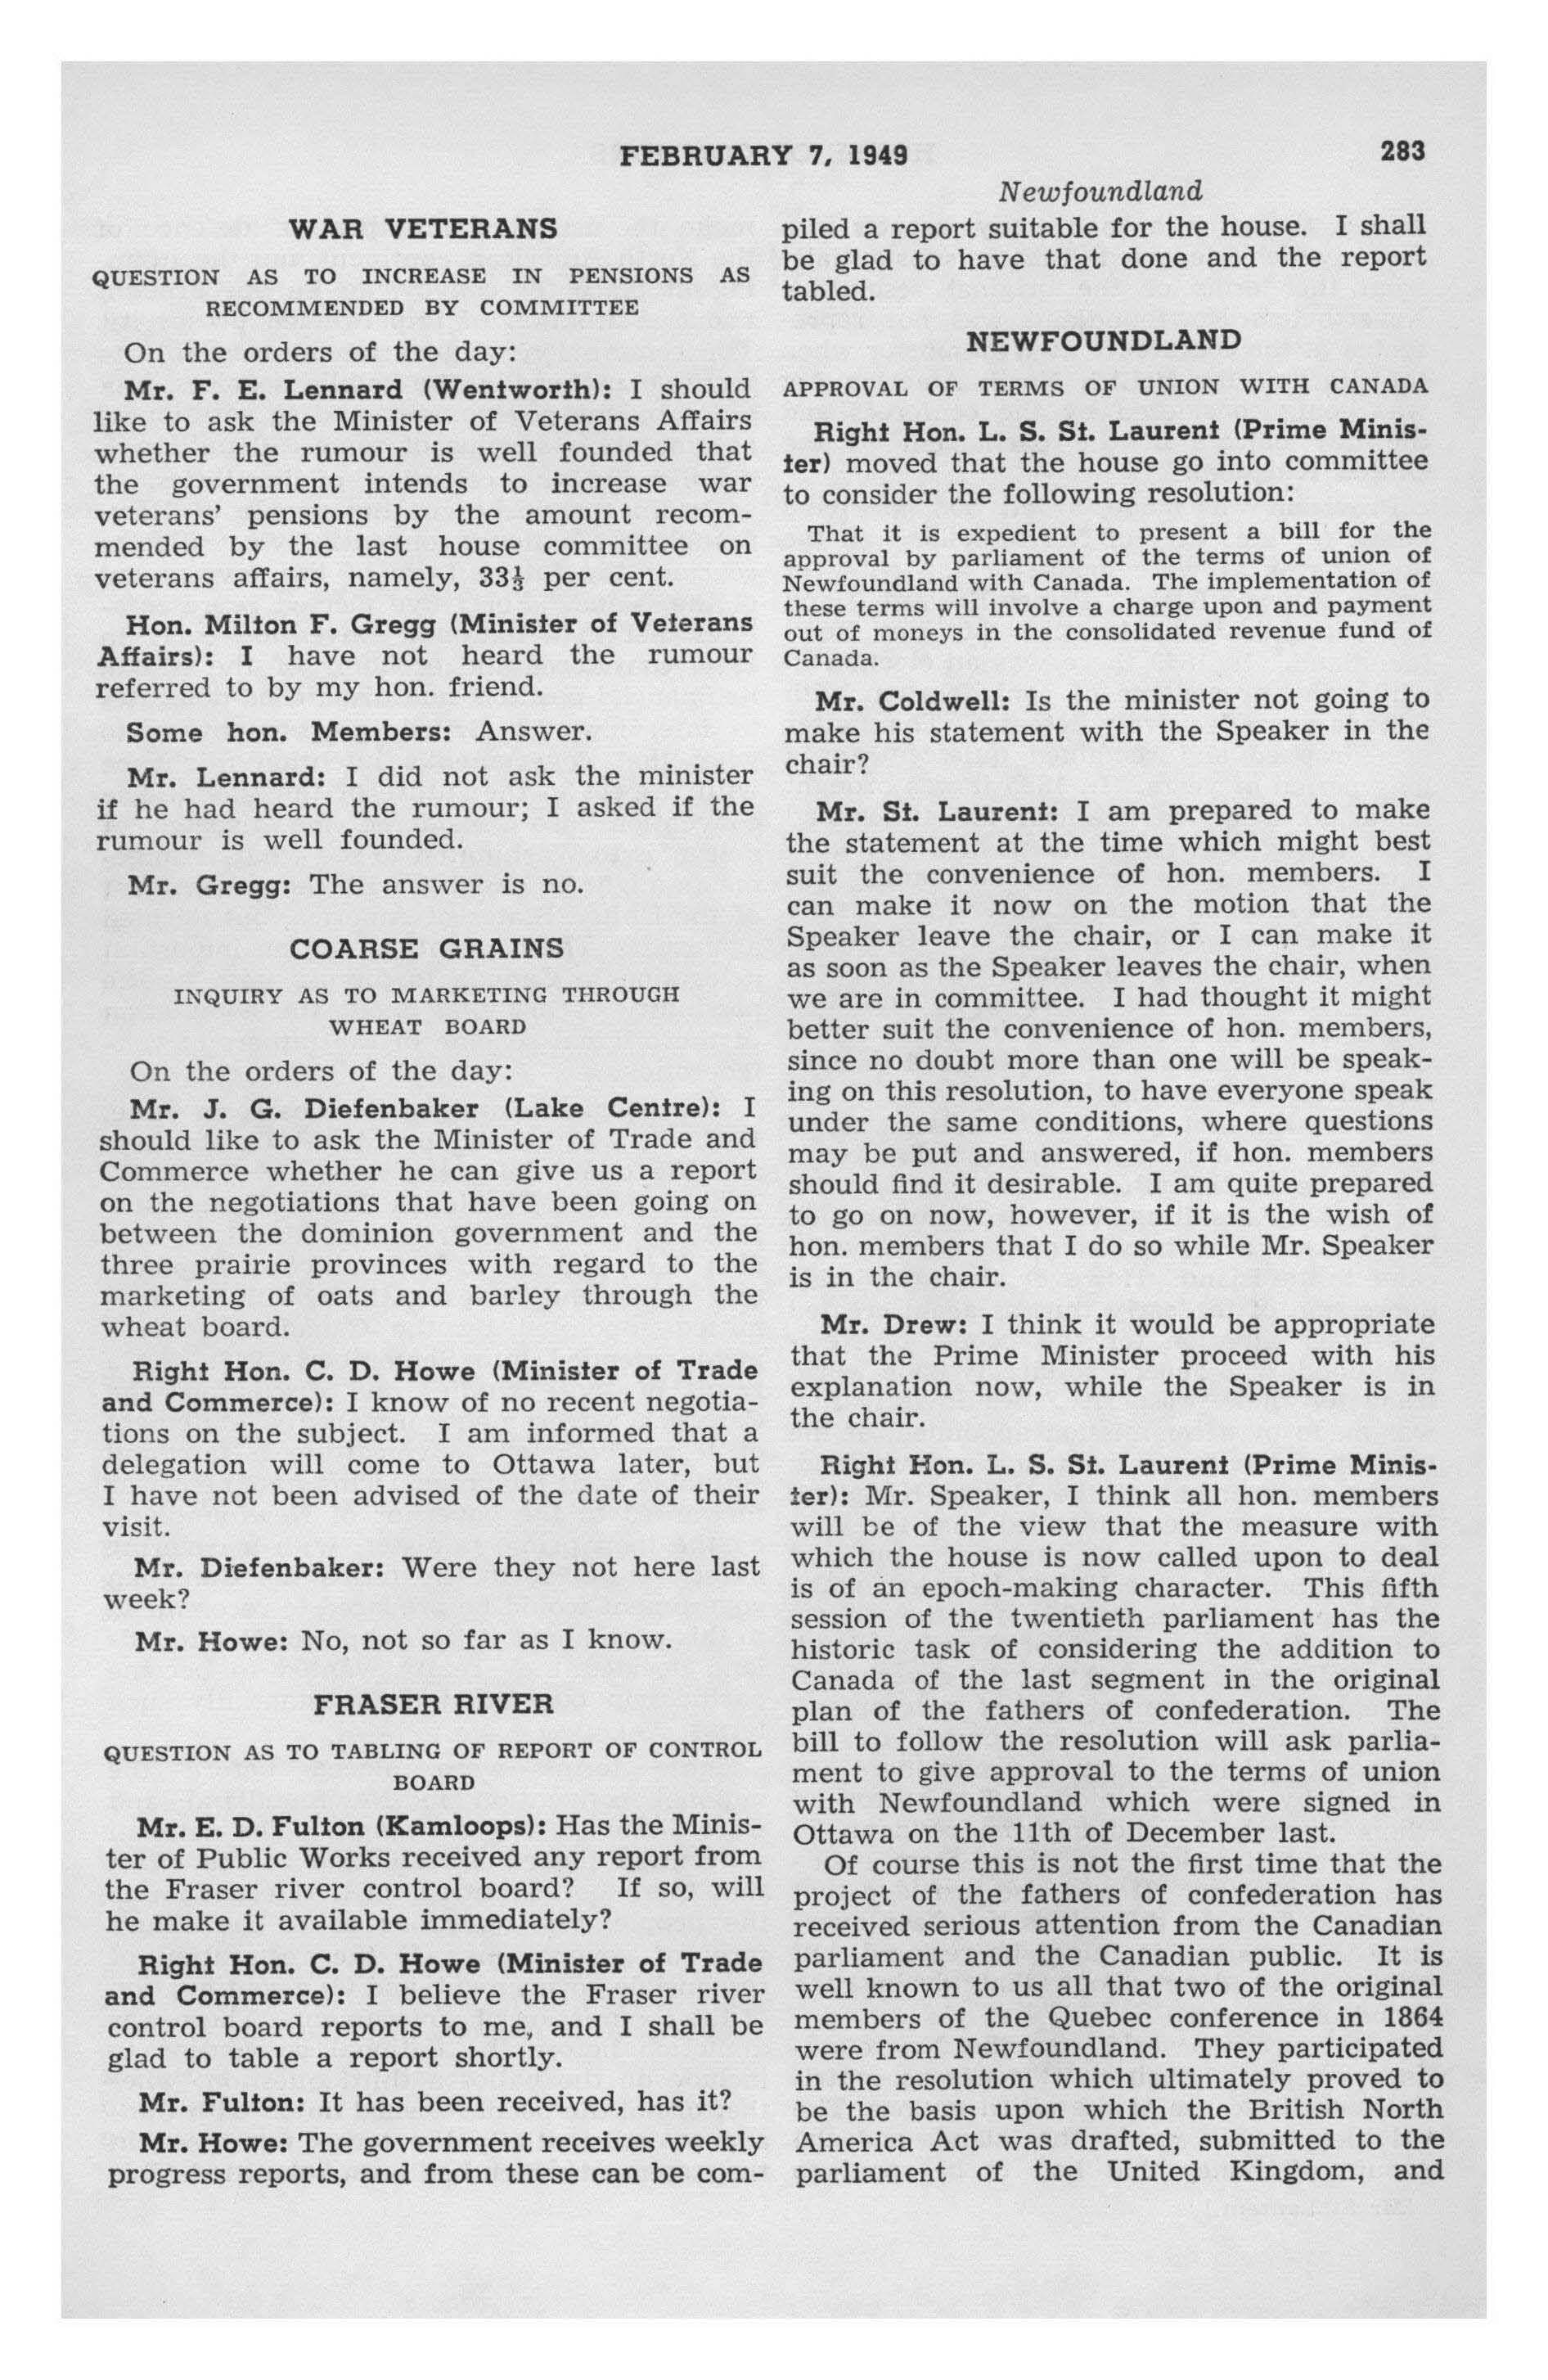 FEBRUARY 7, 1949
283
Newfoundland
WAR VETERANS
QUESTION AS TO INCREASE IN PENSIONS AS
RECOMMENDED BY COMMITTEE
On the orders of the day:
Mr. F. E. Lennard (Wentworth): I should
like to ask the Minister of Veterans Affairs
whether the rumour is well founded that
the government intends to increase war
veterans' pensions by the amount recom-
mended by the last house committee on
veterans affairs, namely, 33⅓ per cent.
Hon. Milton F. Gregg (Minister of Veterans
Affairs): I have not heard the rumour
referred to by my hon. friend.
Some hon. Members: Answer.
Mr. Lennard: I did not ask the minister
if he had heard the rumour; I asked if the
rumour is well founded.
Mr. Gregg: The answer is no.
COARSE GRAINS
INQUIRY AS TO MARKETING THROUGH
WHEAT BOARD
On the orders of the day:
Mr. J. G. Diefenbaker (Lake Centre): I
should like to ask the Minister of Trade and
Commerce whether he can give us a report
on the negotiations that have been going on
between the dominion government and the
three prairie provinces with regard to the
marketing of oats and barley through the
wheat board.
Right Hon. C. D. Howe (Minister of Trade
and Commerce): I know of no recent negotia-
tions on the subject. I am informed that a
delegation will come to Ottawa later, but
I have not been advised of the date of their
visit.
Mr. Diefenbaker: Were they not here last
week?
Mr. Howe: No, not so far as I know.
FRASER RIVER
QUESTION AS TO TABLING OF REPORT OF CONTROL
BOARD
Mr. E. D. Fulton (Kamloops): Has the Minis-
ter of Public Works received any report from
the Fraser river control board? If so, will
he make it available immediately?
Right Hon. C. D. Howe (Minister of Trade
and Commerce): I believe the Fraser river
control board reports to me, and I shall be
glad to table a report shortly.
Mr. Fulton: It has been received, has it?
Mr. Howe: The government receives weekly
progress reports, and from these can be com-
piled a report suitable for the house. I shall
be glad to have that done and the report
tabled.
NEWFOUNDLAND
APPROVAL OF TERMS OF UNION WITH CANADA
Right Hon. L. S. St. Laurent (Prime Minis-
ter) moved that the house go into committee
to consider the following resolution:
That it is expedient to present a bill for the
approval by parliament of the terms of union of
Newfoundland with Canada. The implementation of
these terms will involve a charge upon and payment
out of moneys in the consolidated revenue fund of
Canada.
Mr. Coldwell: Is the minister not going to
make his statement with the Speaker in the
chair?
Mr. St. Laurent: I am prepared to make
the statement at the time which might best
suit the convenience of hon. members. I
can make it now on the motion that the
Speaker leave the chair, or I can make it
as soon as the Speaker leaves the chair, when
we are in committee. I had thought it might
better suit the convenience of hon. members,
since no doubt more than one will be speak-
ing on this resolution, to have everyone speak
under the same conditions, where questions
may be put and answered, if hon. members
should find it desirable. I am quite prepared
to go on now, however, if it is the wish of
hon. members that I do so while Mr. Speaker
is in the chair.
Mr. Drew: I think it would be appropriate
that the Prime Minister proceed with his
explanation now, while the Speaker is in
the chair.
Right Hon. L. S. St. Laurent (Prime Minis-
ter): Mr. Speaker, I think all hon. members
will be of the view that the measure with
which the house is now called upon to deal
is of an epoch-making character. This fifth
session of the twentieth parliament has the
historic task of considering the addition to
Canada of the last segment in the original
plan of the fathers of confederation. The
bill to follow the resolution will ask parlia-
ment to give approval to the terms of union
with Newfoundland which were signed in
Ottawa on the 11th of December last.
Of course this is not the first time that the
project of the fathers of confederation has
received serious attention from the Canadian
parliament and the Canadian public. It is
well known to us all that two of the original
members of the Quebec conference in 1864
were from Newfoundland. They participated
in the resolution which ultimately proved to
be the basis upon which the British North
America Act was drafted, submitted to the
parliament of the United Kingdom, and